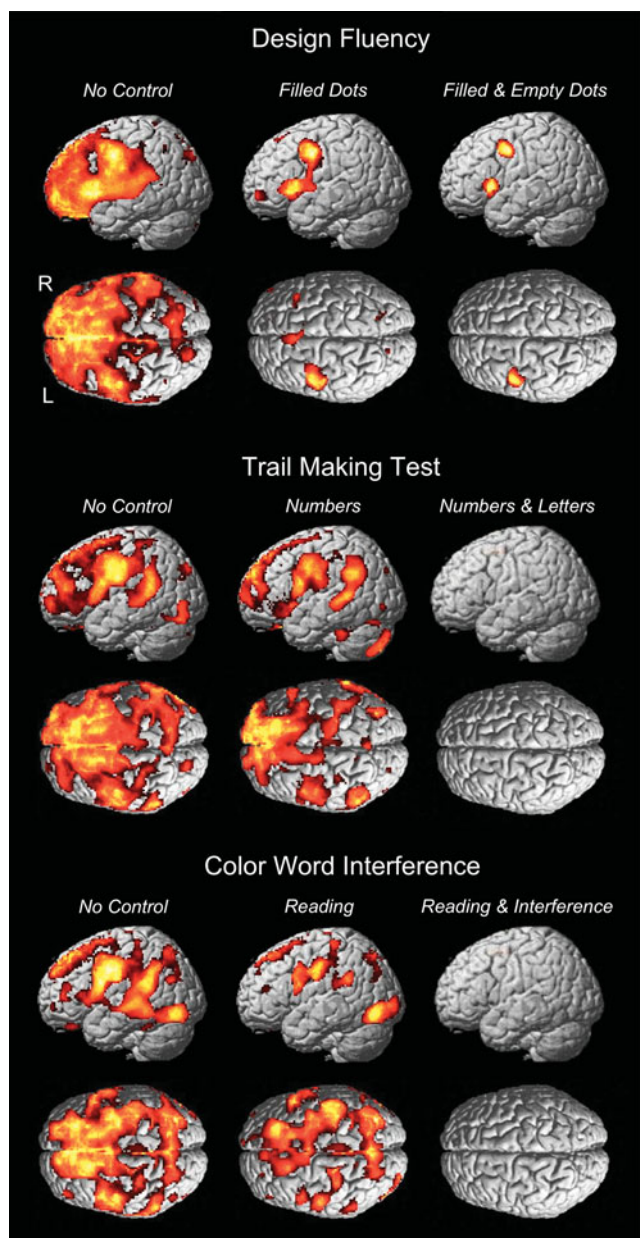 Design Fluency
No Control Filled Dots Filled & Empty Dots
R
L
Trail Making Test
No Control Numbers Numbers & Letters
Color Word Interference
No Control Reading Reading & Interference